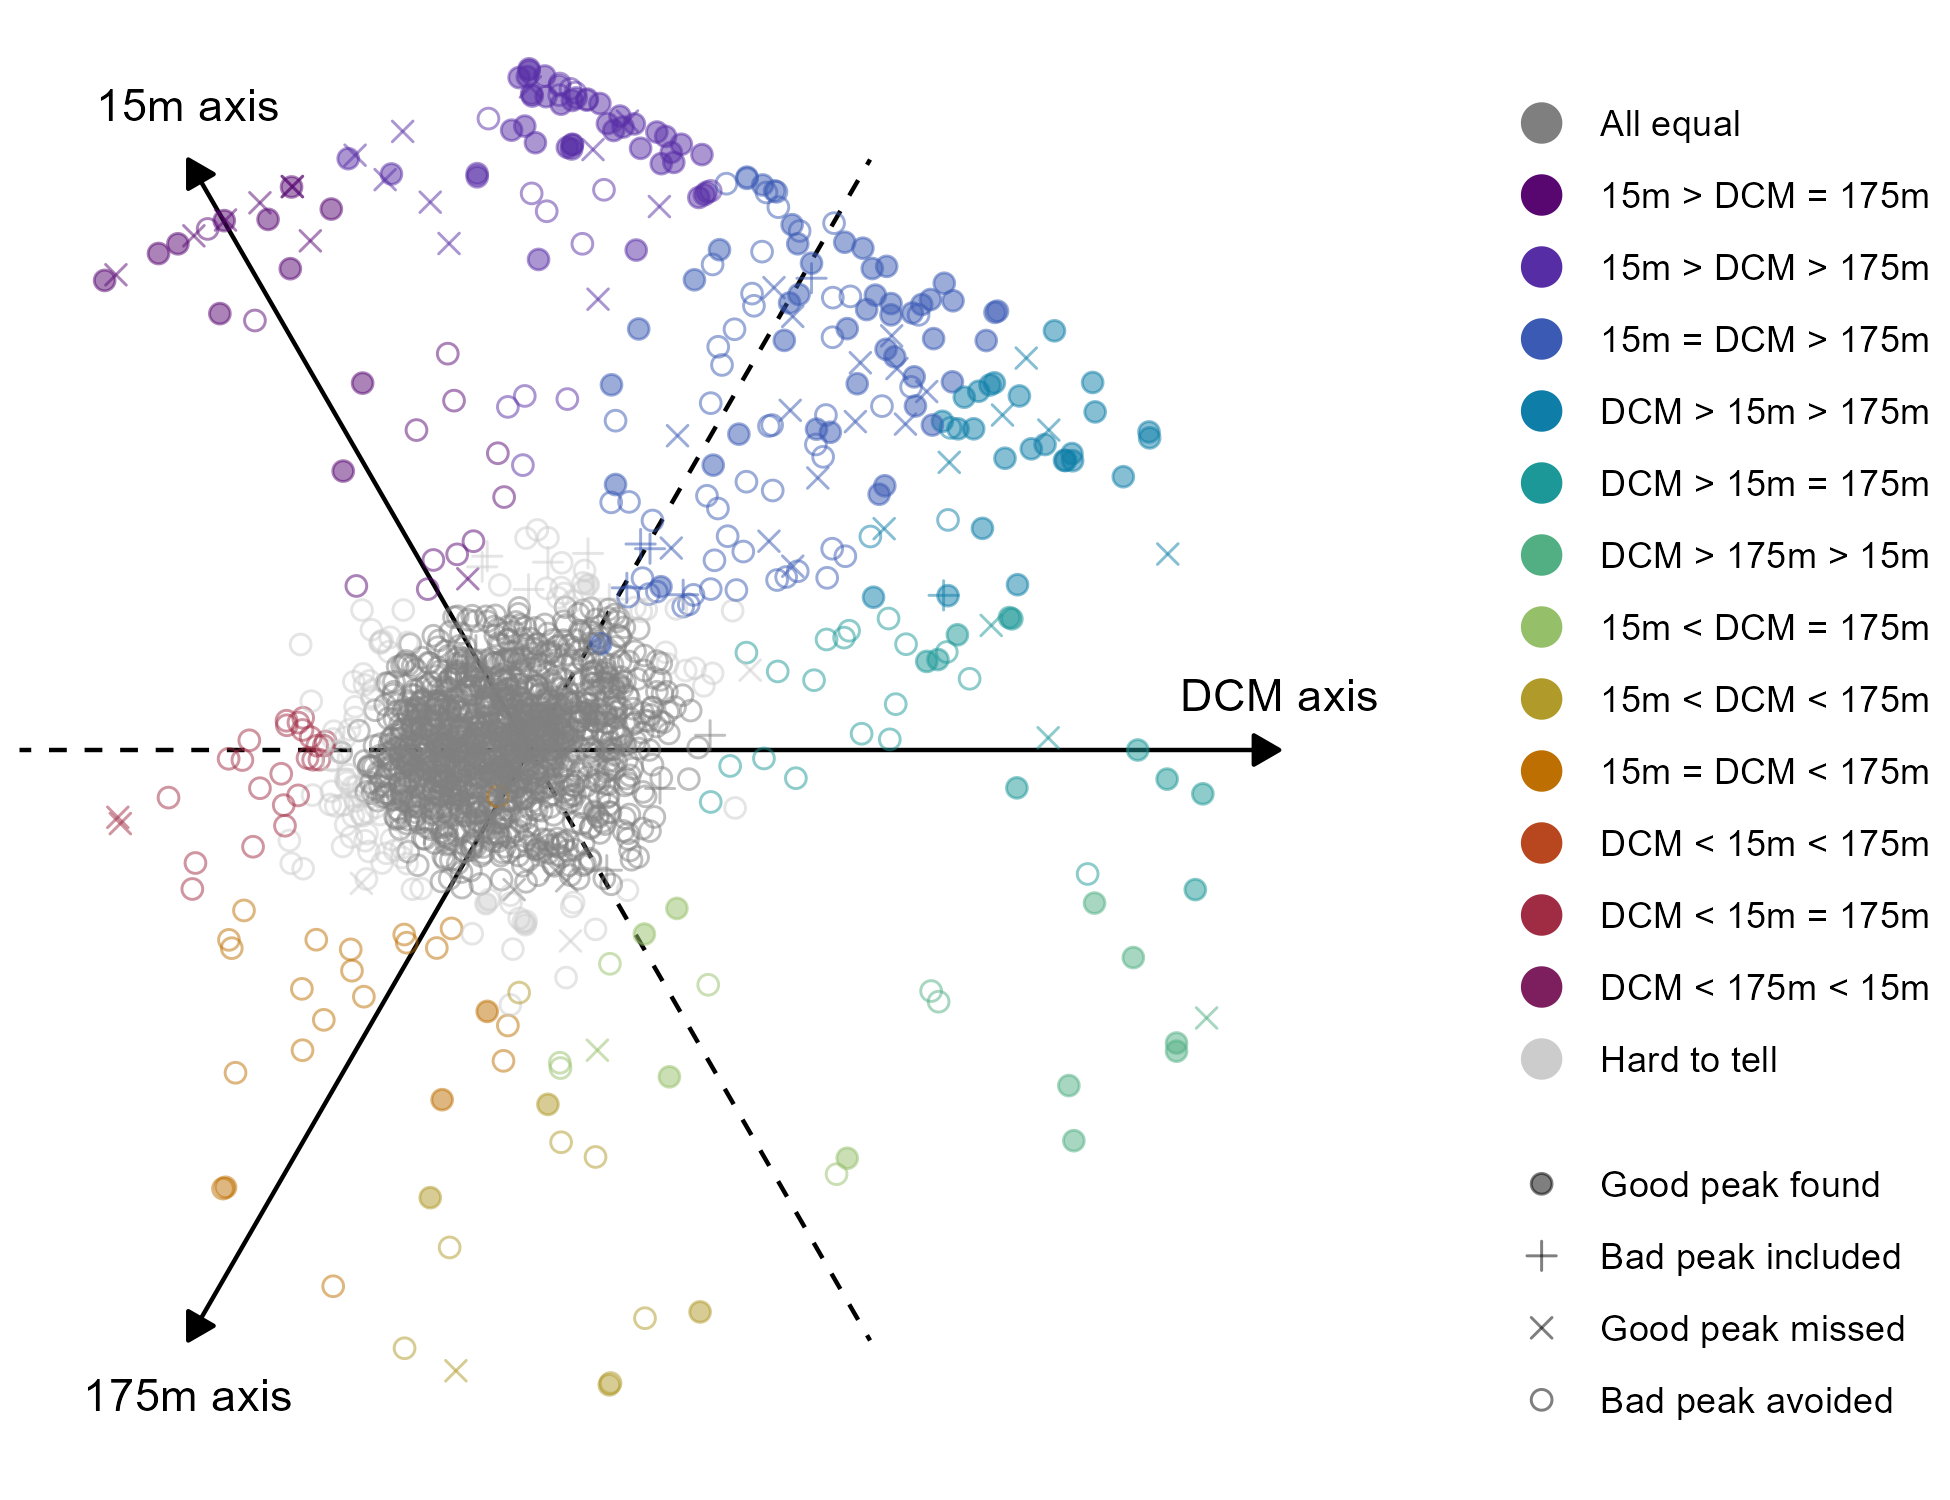 15m axis
DCM axis
175m axis
All equal
15m > DCM = 175m
15m > DCM > 175m
15m = DCM > 175m
DCM > 15m > 175m
DCM > 15m = 175m
DCM > 175m > 15m
15m < DCM = 175m
15m < DCM < 175m
15m = DCM < 175m
DCM < 15m < 175m
DCM < 15m = 175m
DCM < 175m < 15m
Hard to tell
Good peak found
Bad peak included
Good peak missed
Bad peak avoided